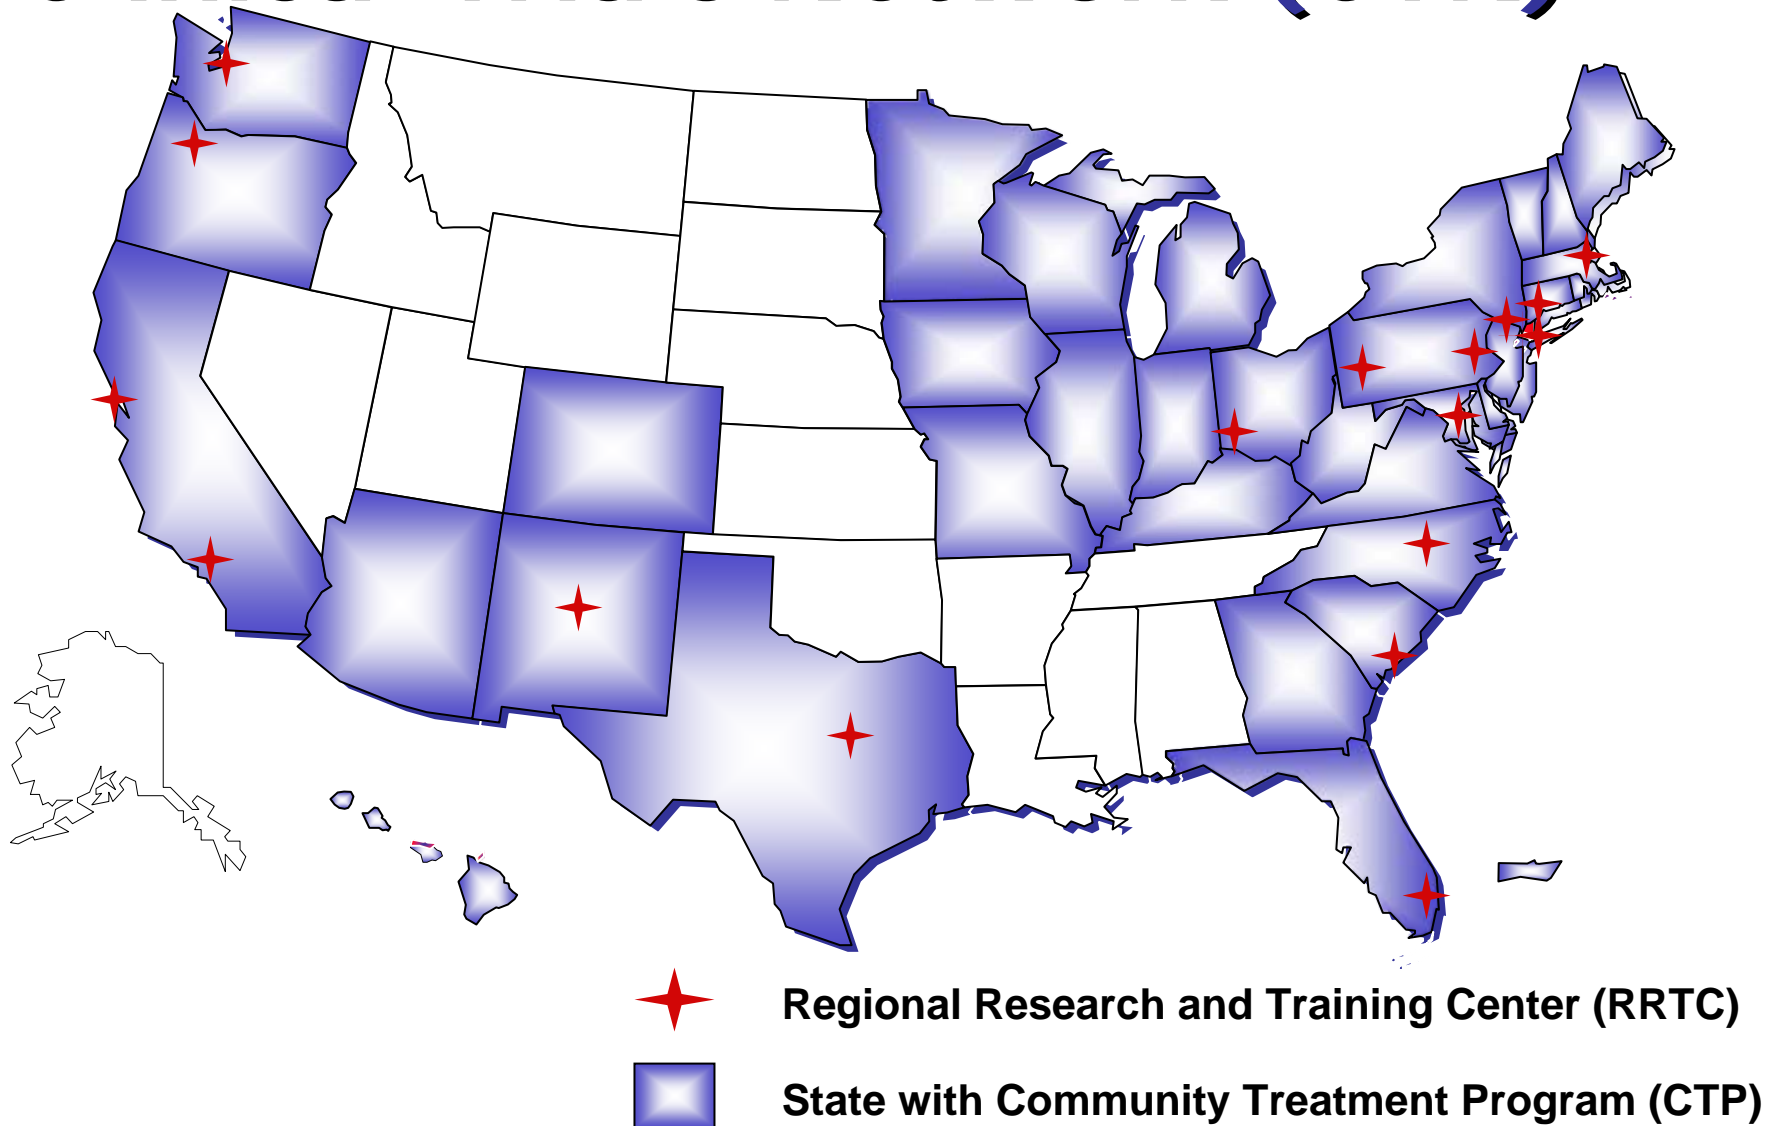 Regional Research and Training Center (RRTC)
State with Community Treatment Program (CTP)